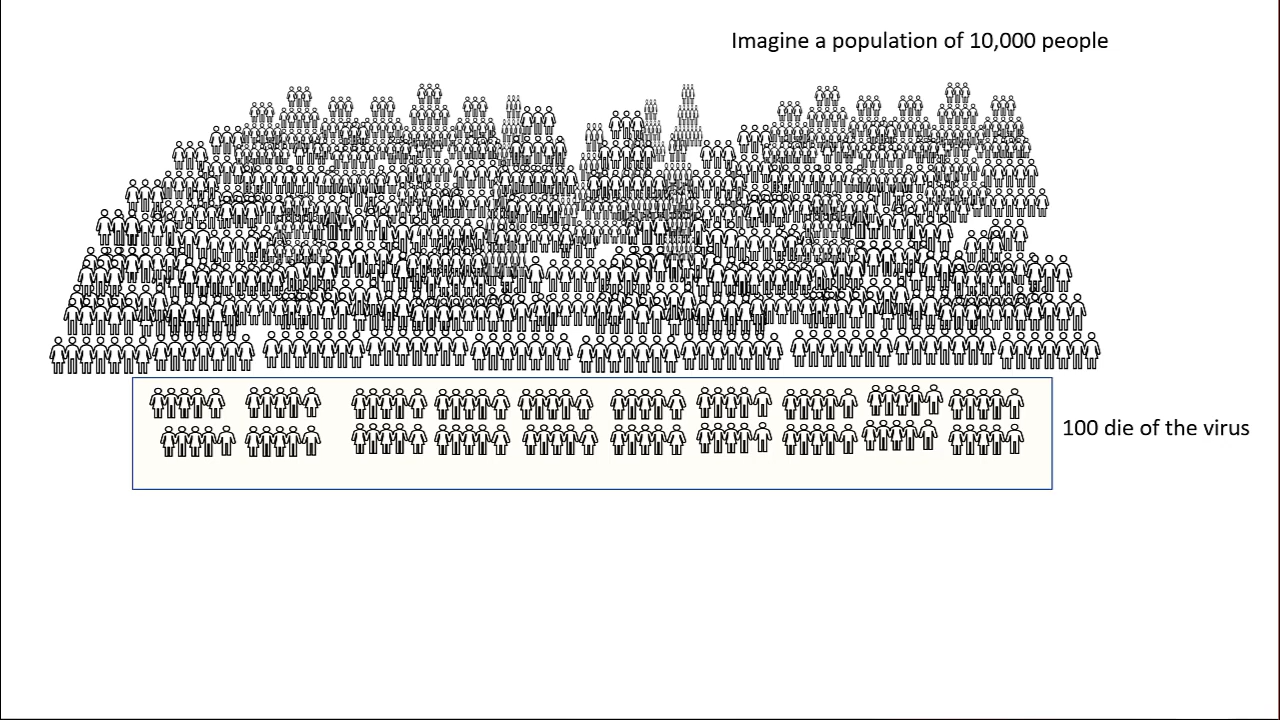 Imagine a population of 10,000 people
100 die of the virus